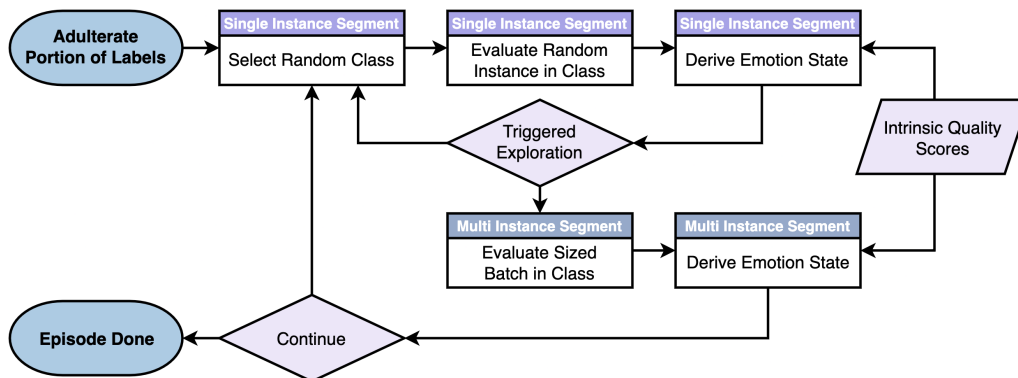 Adulterate
Portion of Labels
Single Instance Segment
Select Random Class
Single Instance Segment
Evaluate Random
Instance in Class
Single Instance Segment
Derive Emotion State
Triggered
Exploration
Intrinsic Quality
Scores
Multi Instance Segment
Evaluate Sized
Batch in Class
Multi Instance Segment
Derive Emotion State
Episode Done
Continue